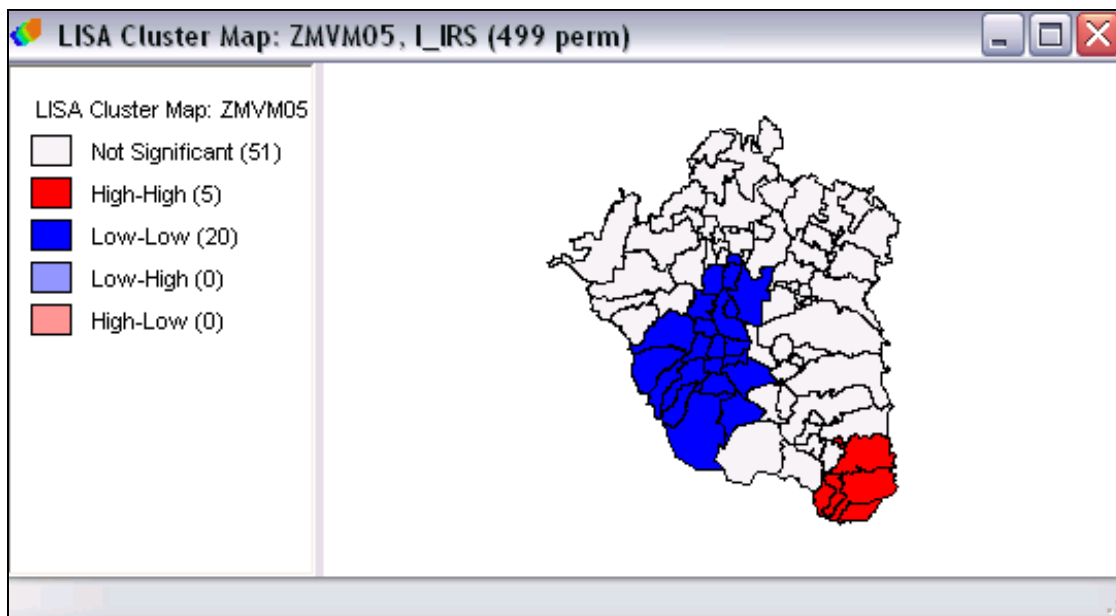 LISA Cluster Map: ZMVM05, I_IRS (499 perm)
LISA Cluster Map: ZMVM05
Not Significant (51)
High-High (5)
Low-Low (20)
Low-High (0)
High-Low (0)